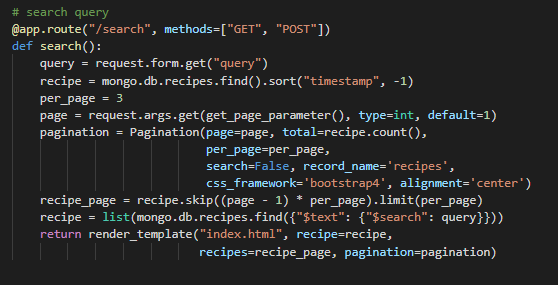 # search query
@app.route("/search", methods=["GET", "POST"])
def search():
    query = request.form.get("query")
    recipe = mongo.db.recipes.find().sort("timestamp", -1)
    per_page = 3
    page = request.args.get(get_page_parameter(), type=int, default=1)
    pagination = Pagination(page=page, total=recipe.count(),
                            per_page=per_page,
                            search=False, record_name='recipes',
                            css_framework='bootstrap4', alignment='center')
    recipe_page = recipe.skip((page - 1) * per_page).limit(per_page)
    recipe = list(mongo.db.recipes.find({"$text": {"$search": query}}))
    return render_template("index.html", recipe=recipe,
                           recipes=recipe_page, pagination=pagination)